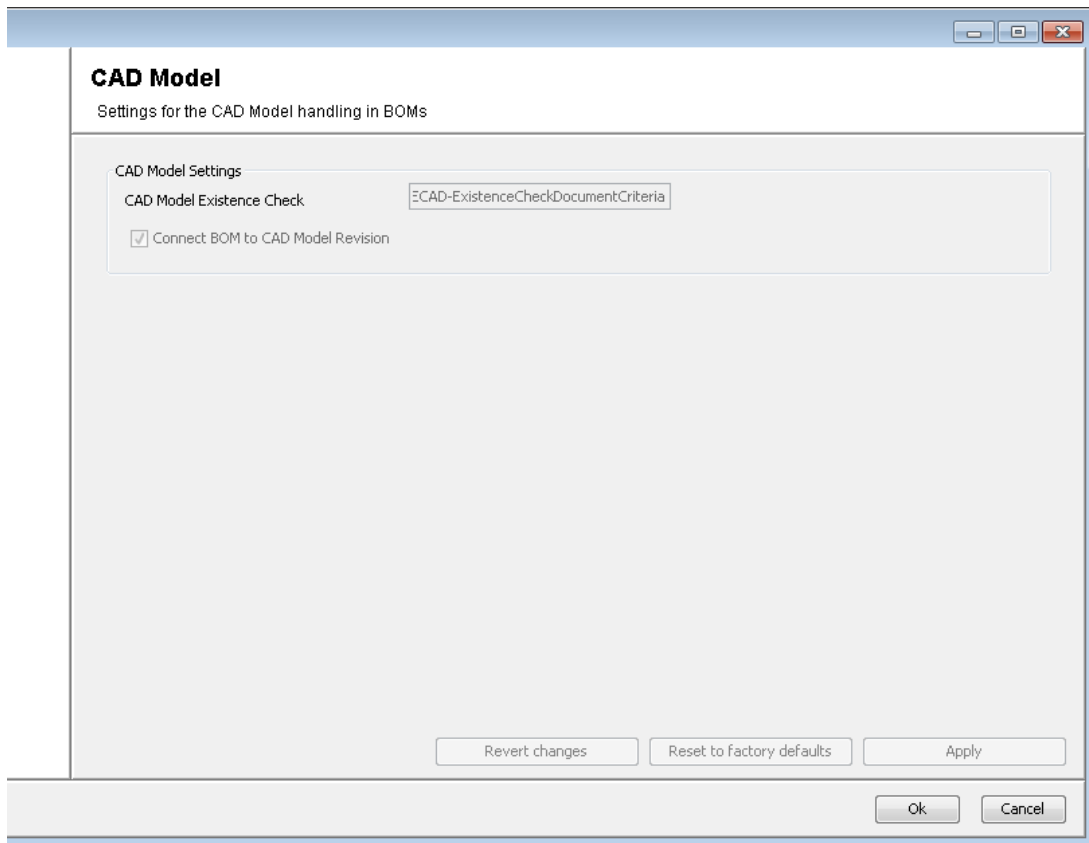 CAD Model
Settings for the CAD Model handling in BOMs
CAD Model Settings
CAD Model Existence Check
ECAD-ExistenceCheckDocumentCriteria
Connect BOM to CAD Model Revision
Revert changes
Reset to factory defaults
Apply
Ok
Cancel